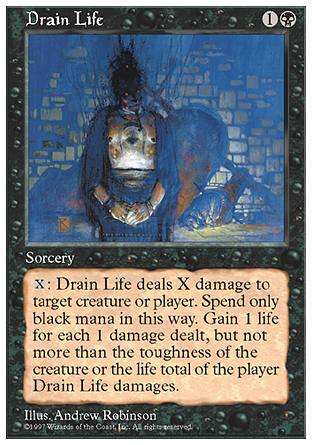 Drain Life 1
Sorcery
X: Drain Life deals X damage to
target creature or player. Spend only
black mana in this way. Gain 1 life
for each 1 damage dealt, but not
more than the toughness of the
creature or the life total of the player
Drain Life damages.
Illus. Andrew Robinson
©1997 Wizards of the Coast, Inc. All rights reserved.